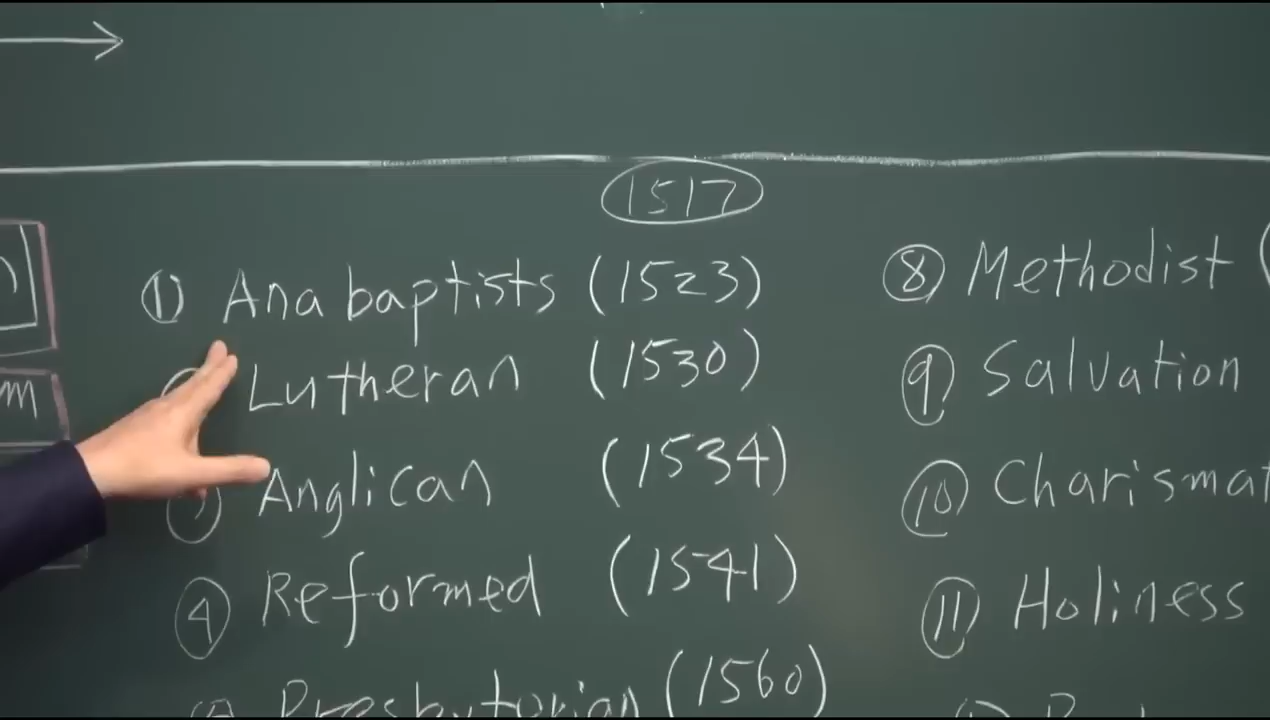 1517
① Anabaptists (1523)
Lutheran (1530)
Anglican (1534)
④ Reformed (1541)
Presbyterian (1560)
⑧ Methodist (
⑨ Salvation
⑩ Charismat
⑪ Holiness